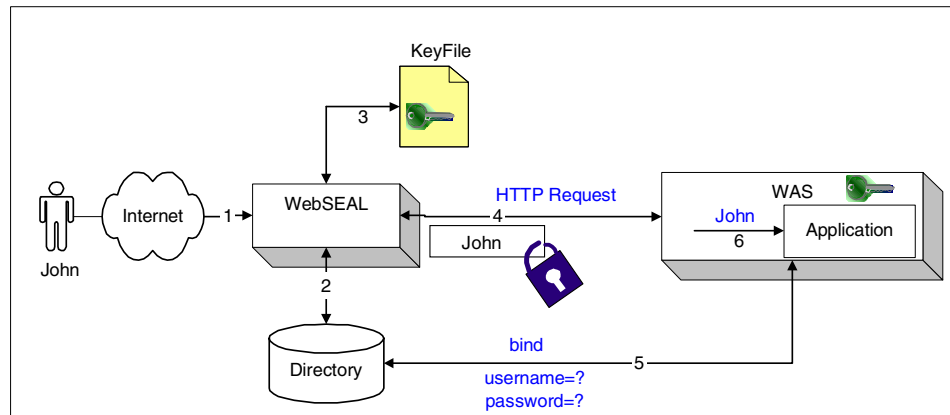 KeyFile
3
WebSEAL
HTTP Request
WAS
Internet
1
4
John
6
Application
John
John
2
Directory
bind
5
username=?
password=?